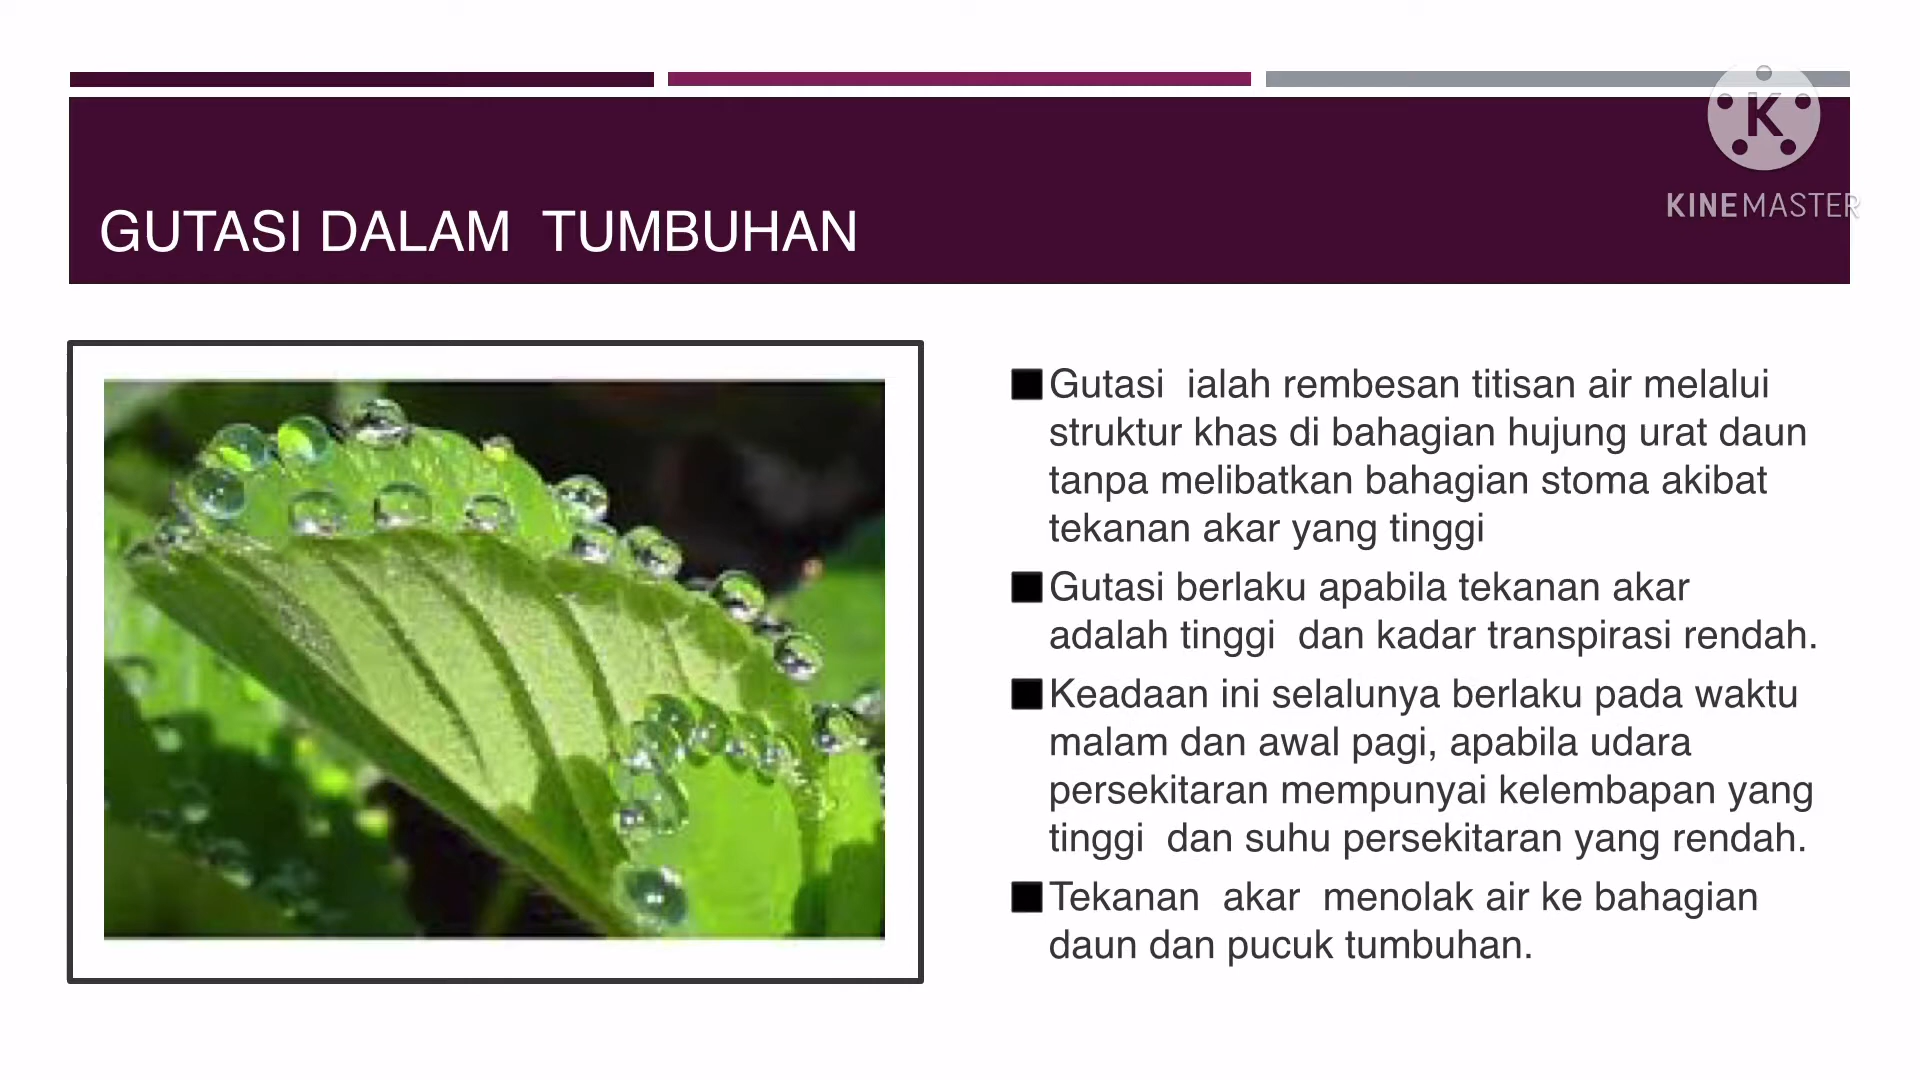 K
KINEMASTER
GUTASI DALAM TUMBUHAN
Gutasi ialah rembesan titisan air melalui
struktur khas di bahagian hujung urat daun
tanpa melibatkan bahagian stoma akibat
tekanan akar yang tinggi
Gutasi berlaku apabila tekanan akar
adalah tinggi dan kadar transpirasi rendah.
Keadaan ini selalunya berlaku pada waktu
malam dan awal pagi, apabila udara
persekitaran mempunyai kelembapan yang
tinggi dan suhu persekitaran yang rendah.
Tekanan akar menolak air ke bahagian
daun dan pucuk tumbuhan.